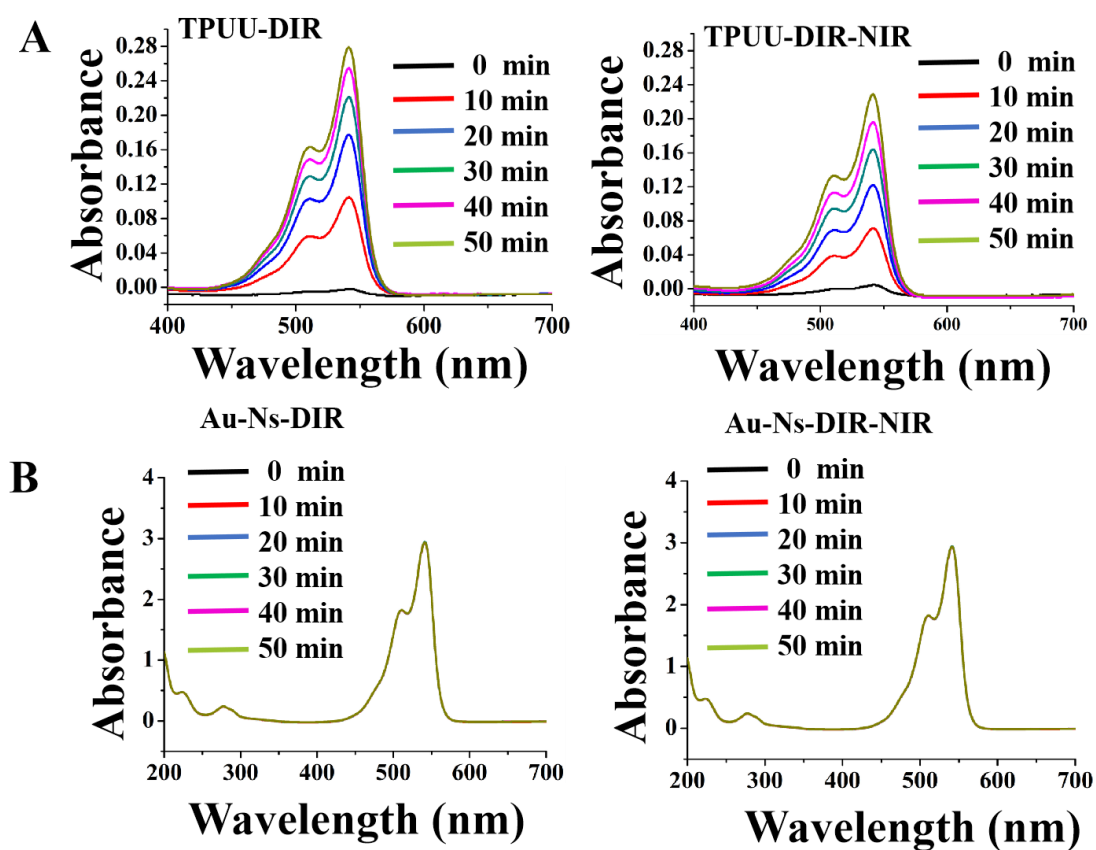 A
TPUU-DIR
Absorbance
0.28
0.24
0.20
0.16
0.12
0.08
0.04
0.00
0 min
10 min
20 min
30 min
40 min
50 min
400 500 600 700
Wavelength (nm)
TPUU-DIR-NIR
Absorbance
0.28
0.24
0.20
0.16
0.12
0.08
0.04
0.00
0 min
10 min
20 min
30 min
40 min
50 min
400 500 600 700
Wavelength (nm)
B
Au-Ns-DIR
Absorbance
4
3
2
1
0
0 min
10 min
20 min
30 min
40 min
50 min
200 300 400 500 600 700
Wavelength (nm)
Au-Ns-DIR-NIR
Absorbance
4
3
2
1
0
0 min
10 min
20 min
30 min
40 min
50 min
200 300 400 500 600 700
Wavelength (nm)